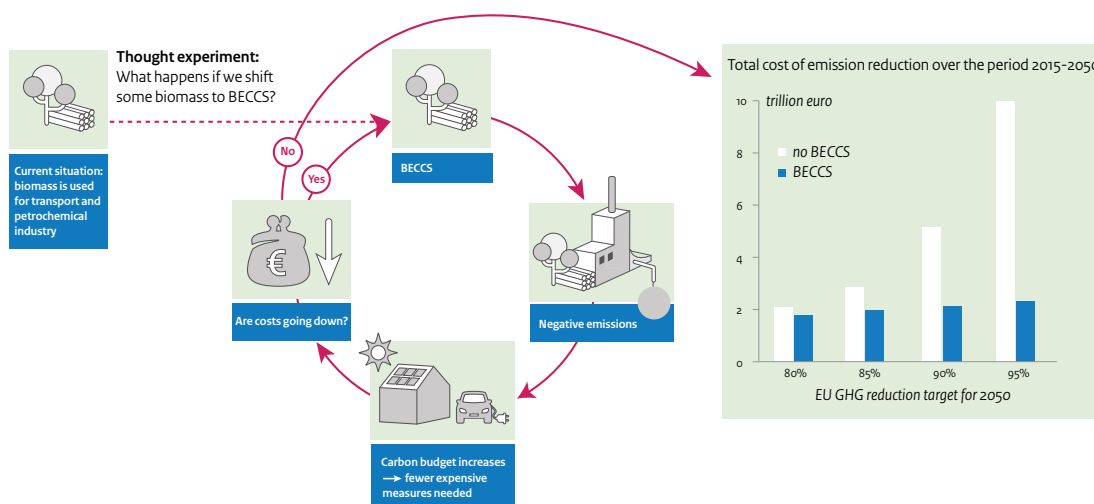 Thought experiment:
What happens if we shift
some biomass to BECCS?
Current situation:
biomass is used
for transport and
petrochemical
industry
No
Yes
BECCS
€
Are costs going down?
Negative emissions
Carbon budget increases
→ fewer expensive
measures needed
Total cost of emission reduction over the period 2015-2050
10
trillion euro
no BECCS
8
BECCS
6
4
2
0
80%
85%
90%
95%
EU GHG reduction target for 2050